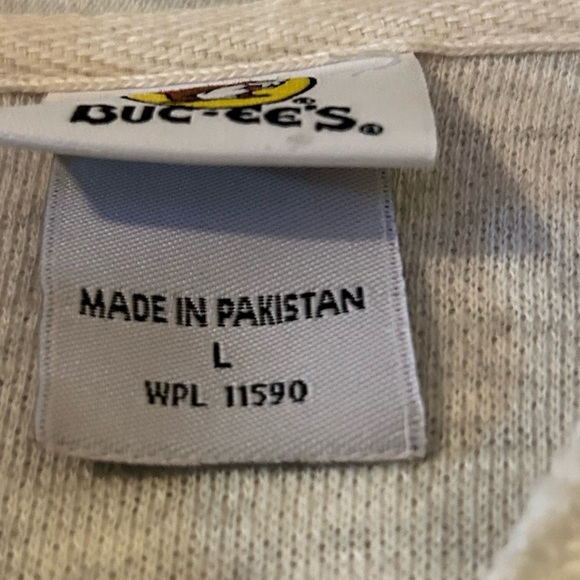 BUC-EE'S®
MADE IN PAKISTAN
L
WPL 11590